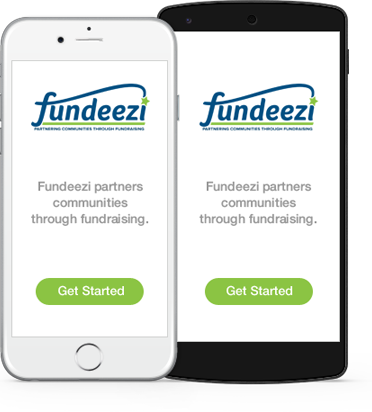 fundeezi
PARTNERING COMMUNITIES THROUGH FUNDRAISING
Fundeezi partners
communities
through fundraising.
Get Started
fundeezi
PARTNERING COMMUNITIES THROUGH FUNDRAISING
Fundeezi partners
communities
through fundraising.
Get Started